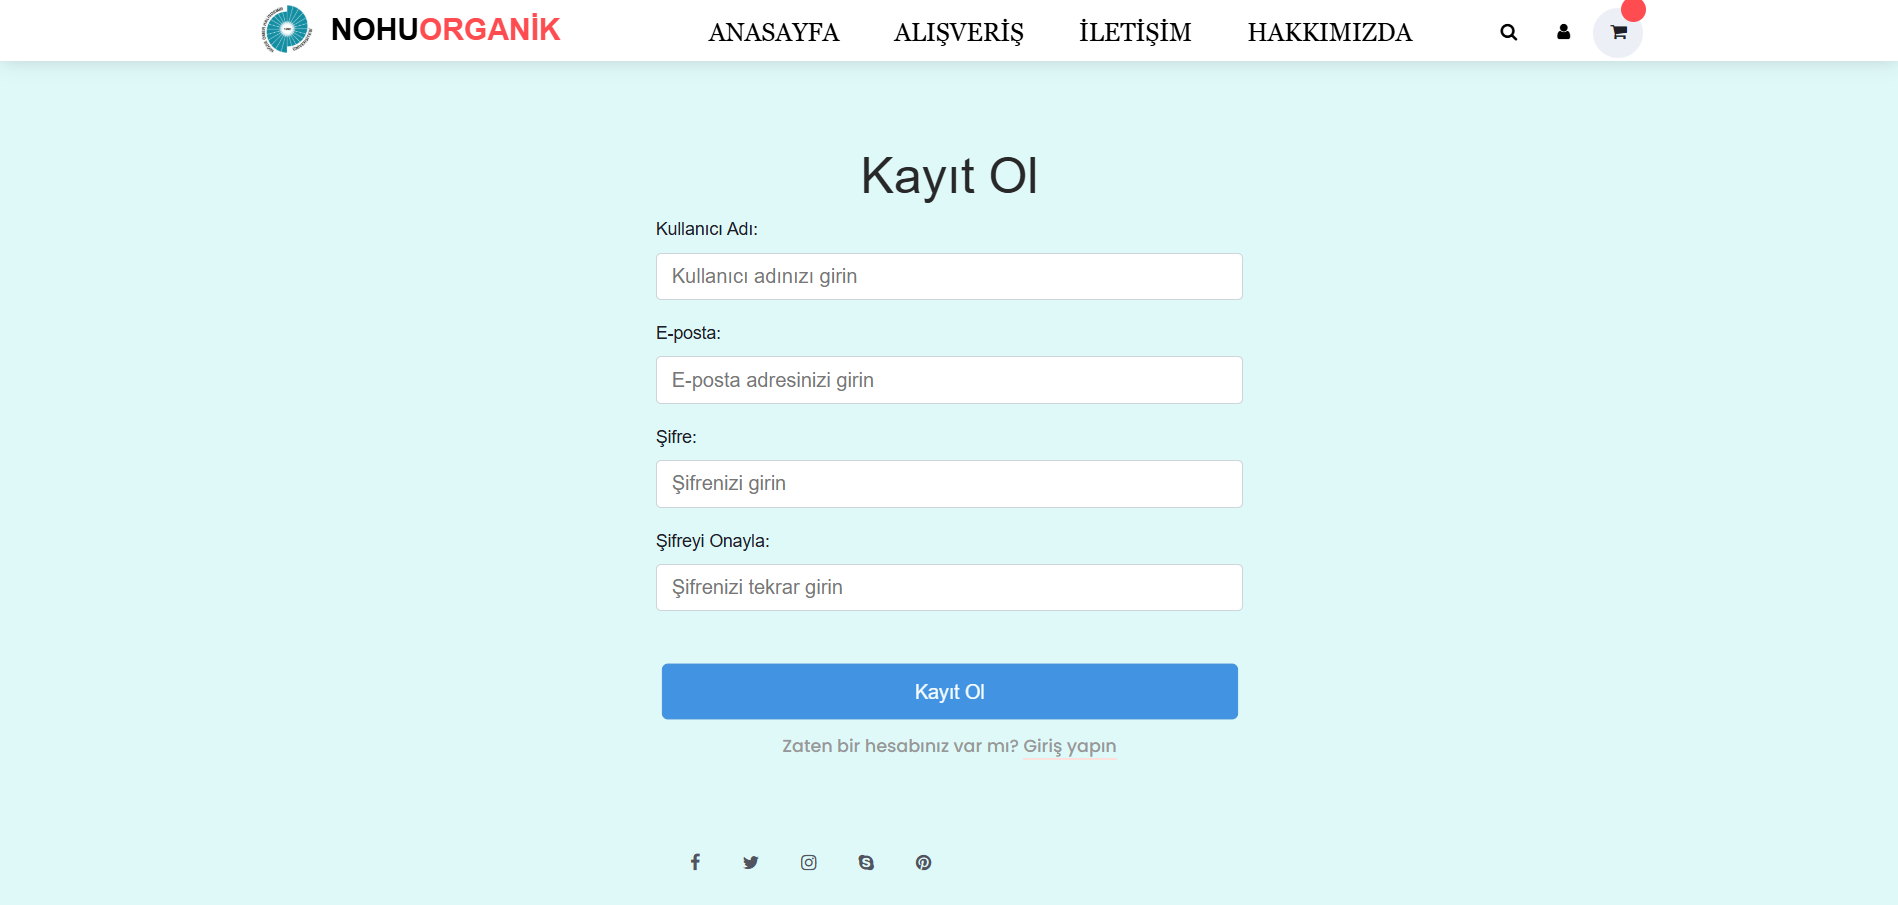 NOHUORGANİK
ANASAYFA ALIŞVERİŞ İLETİŞİM HAKKIMIZDA
Kayıt Ol
Kullanıcı Adı:
Kullanıcı adınızı girin
E-posta:
E-posta adresinizi girin
Şifre:
Şifrenizi girin
Şifreyi Onayla:
Şifrenizi tekrar girin
Kayıt Ol
Zaten bir hesabınız var mı? Giriş yapın